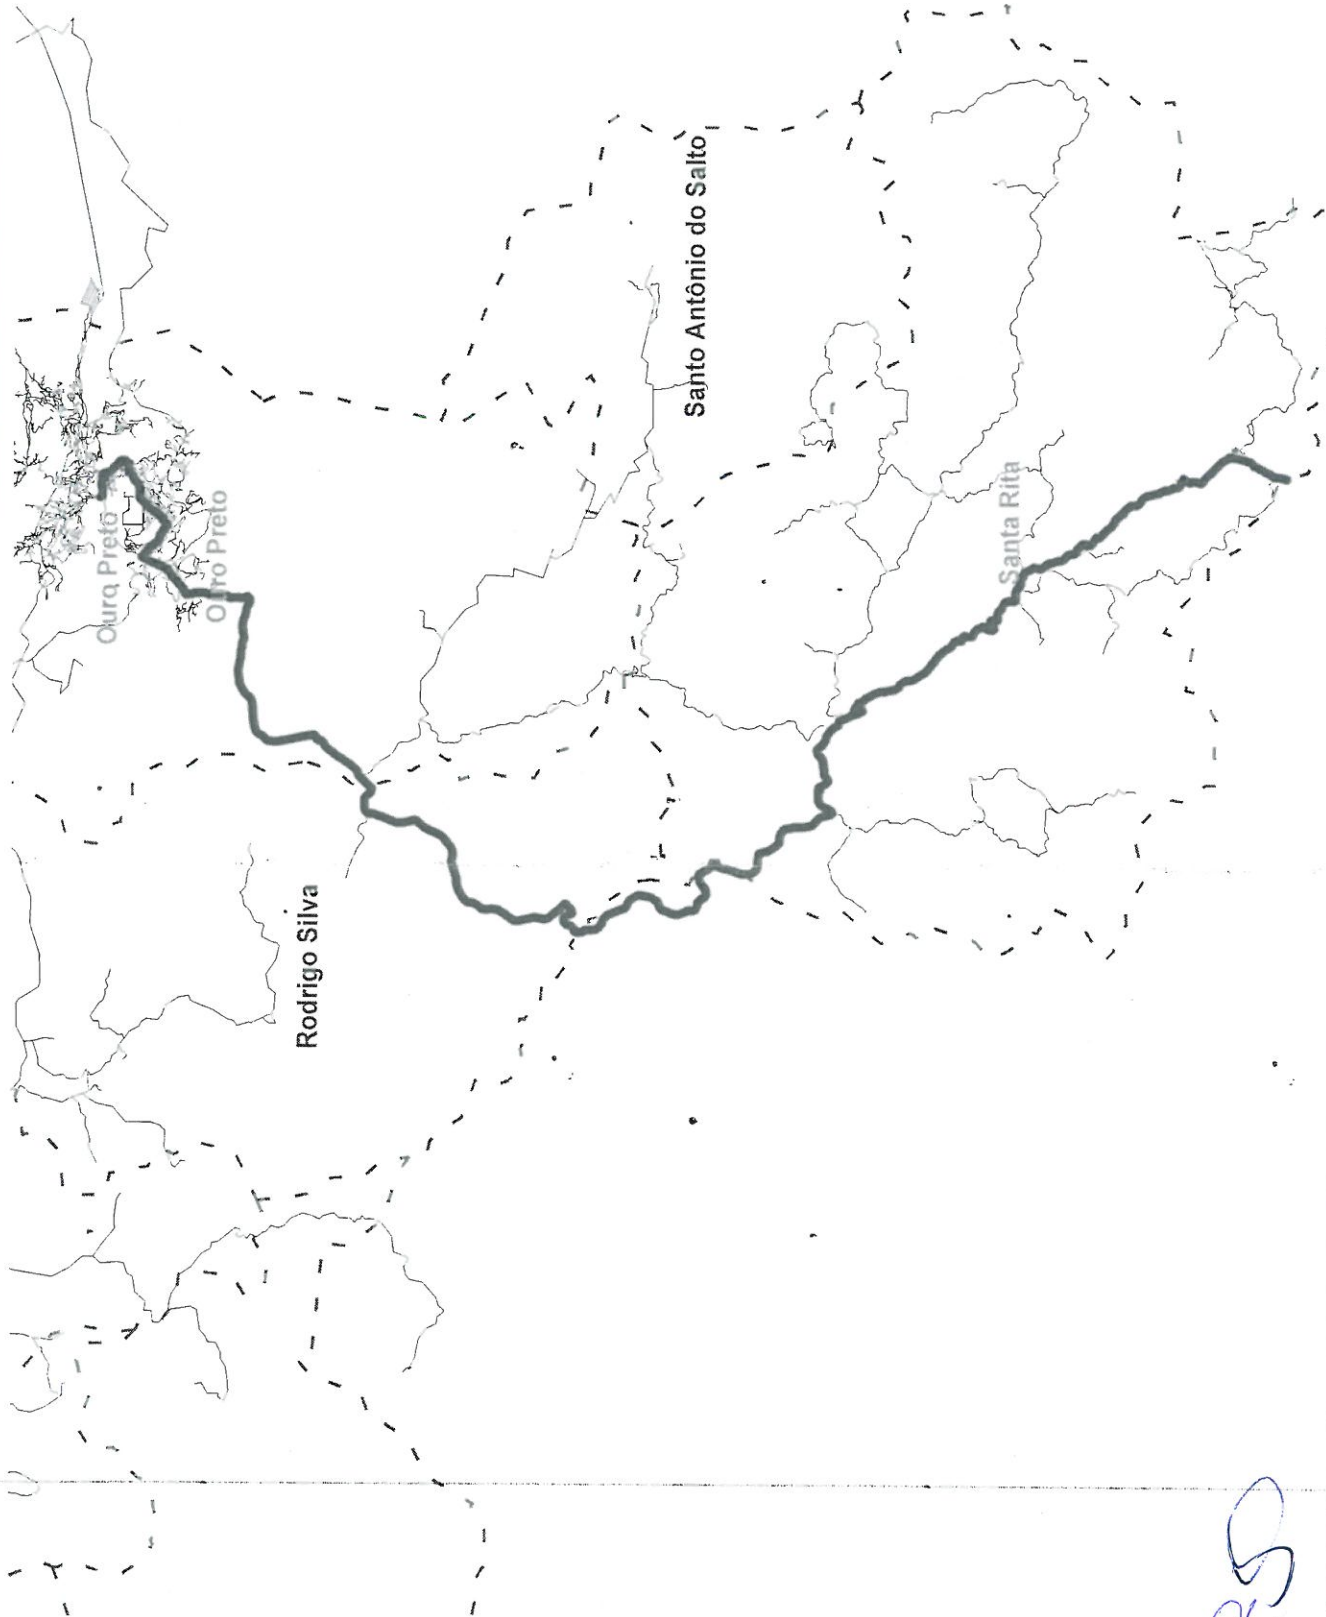 Ouro Preto
Ouro Preto
Santo Antônio do Salto
Rodrigo Silva
Santa Rita